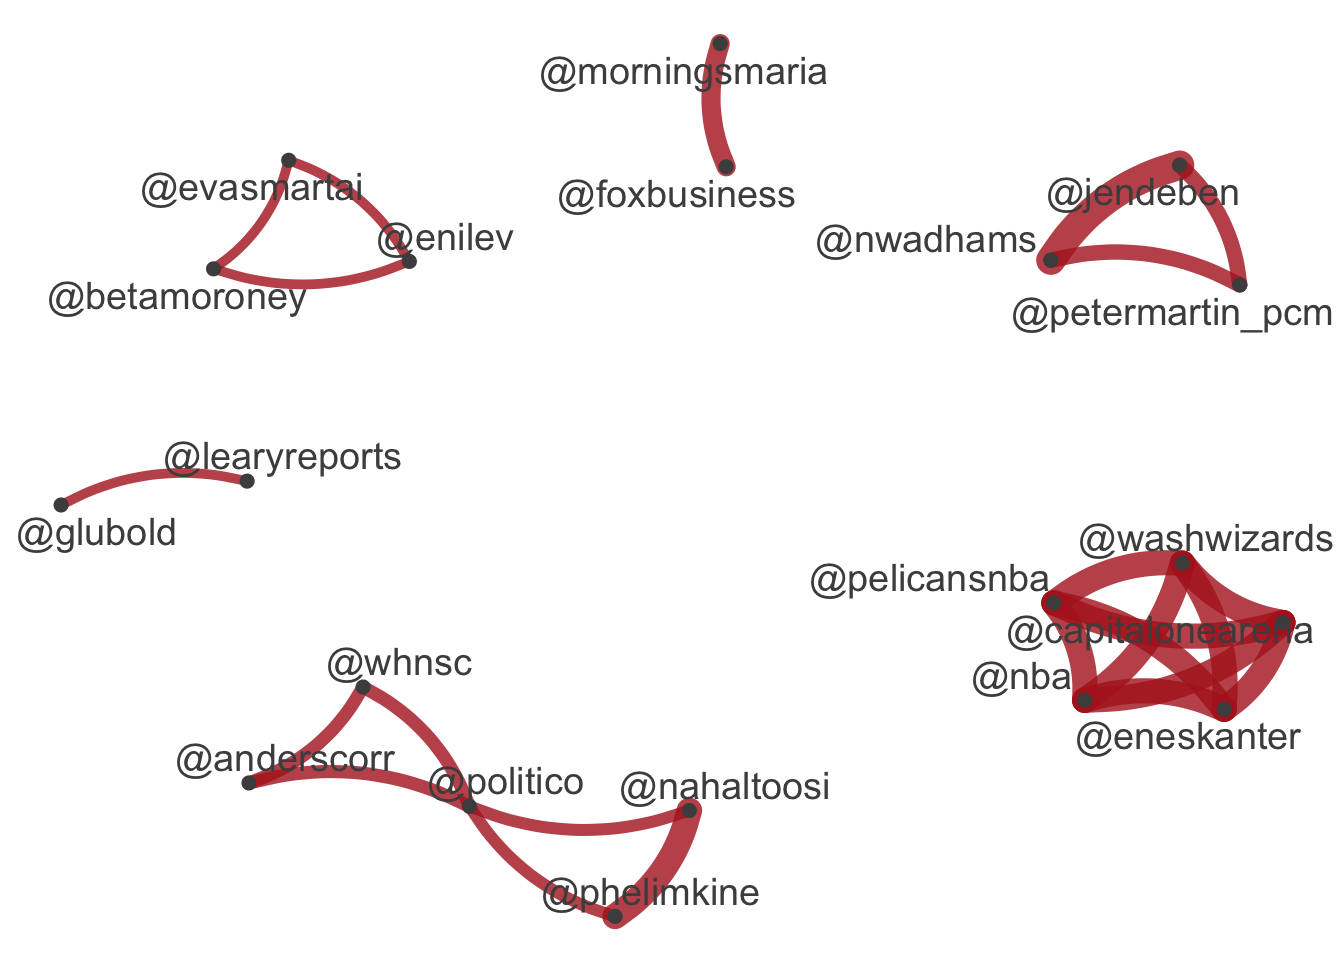 @morningsmaria
@evasmartai
@foxbusiness
@jendeben
@enilev
@nwadhams
@betamoroney
@petermartin_pcm
@learyreports
@glubold
@washwizards
@pelicansnba
@capitalonearena
@whnsc
@nba
@eneskanter
@anderscorr
@politico
@nahaltoosi
@phelimkine